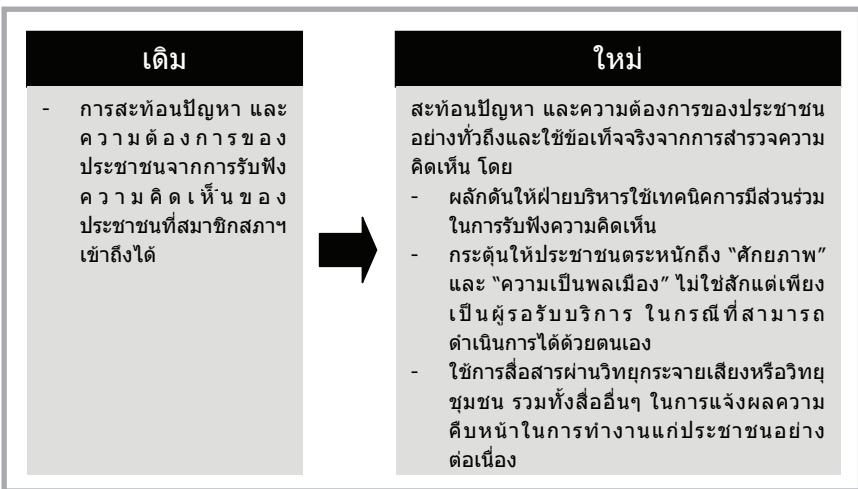 เดิม
- การสะท้อนปัญหา และ
ความต้องการของ
ประชาชนจากการรับฟัง
ความคิดเห็นของ
ประชาชนที่สมาชิกสภาฯ
เข้าถึงได้
ใหม่
สะท้อนปัญหา และความต้องการของประชาชน
อย่างทั่วถึงและใช้ข้อเท็จจริงจากการสำรวจความ
คิดเห็น โดย
- ผลักดันให้ฝ่ายบริหารใช้เทคนิคการมีส่วนร่วม
ในการรับฟังความคิดเห็น
- กระตุ้นให้ประชาชนตระหนักถึง “ศักยภาพ”
และ “ความเป็นพลเมือง” ไม่ใช่สักแต่เพียง
เป็นผู้รอรับบริการ ในกรณีที่สามารถ
ดำเนินการได้ด้วยตนเอง
- ใช้การสื่อสารผ่านวิทยุกระจายเสียงหรือวิทยุ
ชุมชน รวมทั้งสื่ออื่นๆ ในการแจ้งผลความ
คืบหน้าในการทำงานแก่ประชาชนอย่าง
ต่อเนื่อง